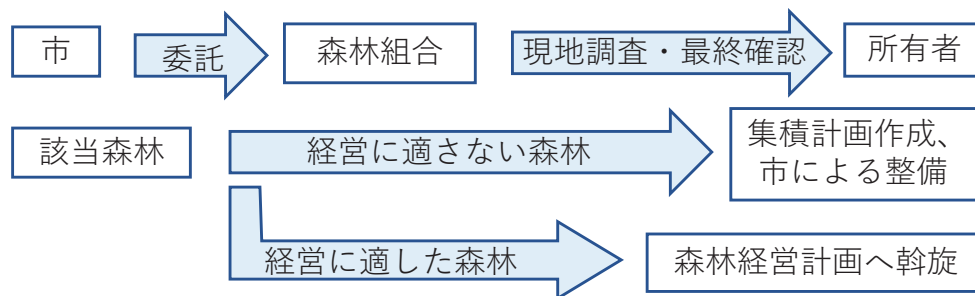 市
委託
森林組合
現地調査・最終確認
所有者
該当森林
経営に適さない森林
集積計画作成、
市による整備
経営に適した森林
森林経営計画へ斡旋